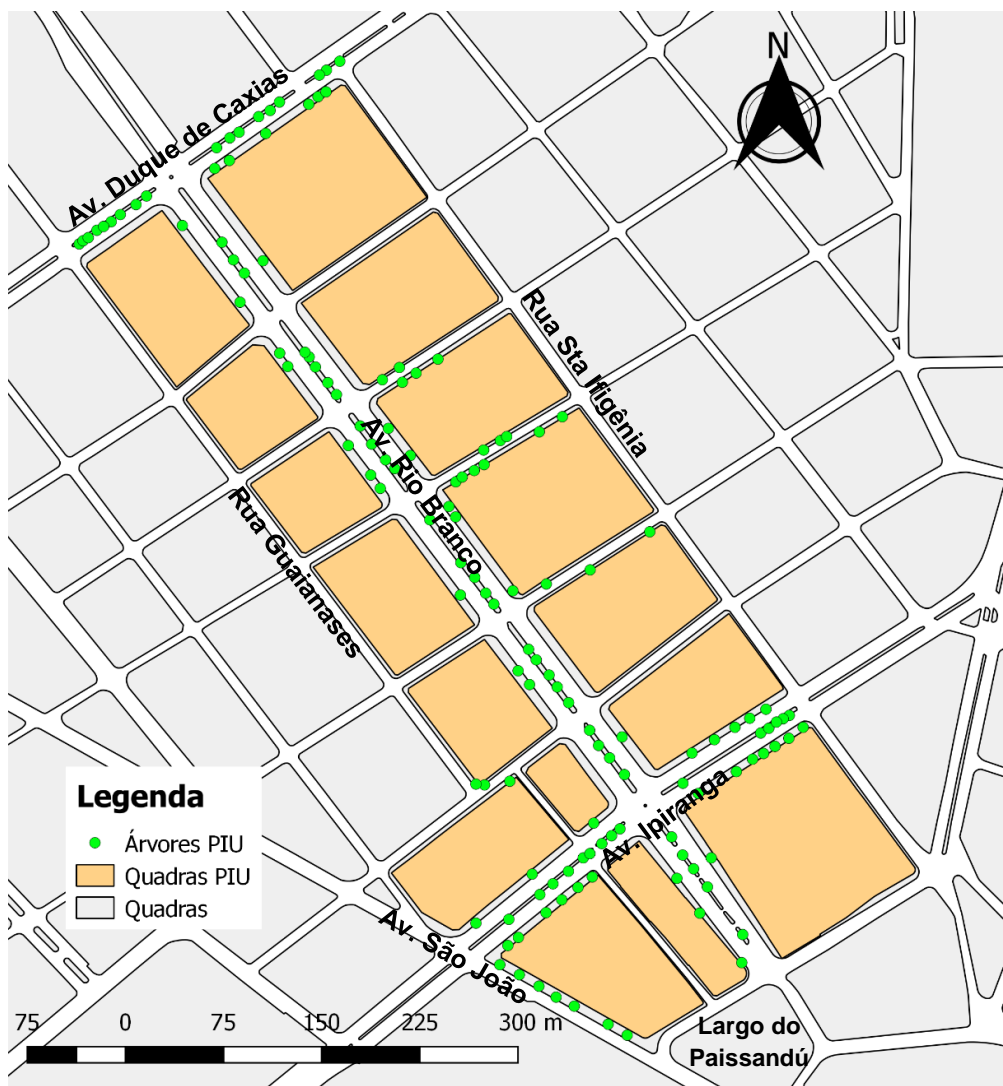 N
Av. Duque de Caxias
Rua Sta Ifigênia
Av. Rio Branco
Rua Guaianases
Av. Ipiranga
Av. São João
Largo do
Paissandú
Legenda
Árvores PIU
Quadras PIU
Quadras
75 0 75 150 225 300 m